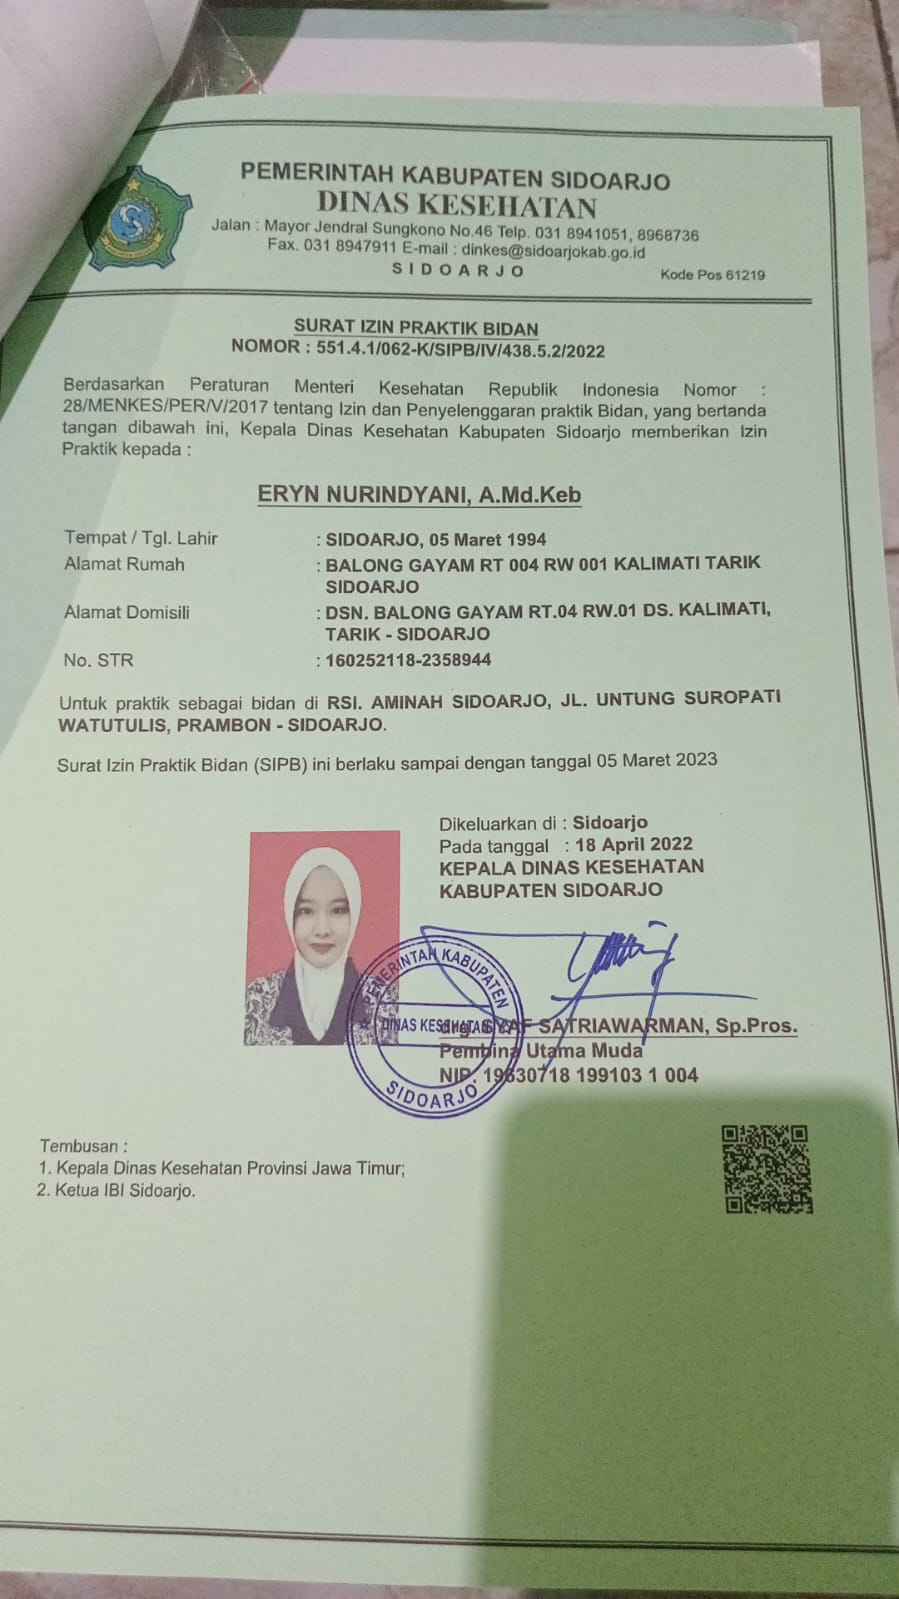 PEMERINTAH KABUPATEN SIDOARJO
DINAS KESEHATAN
Jalan : Mayor Jendral Sungkono No.46 Telp. 031 8941051, 8968736
Fax. 031 8947911 E-mail : dinkes@sidoarjokab.go.id
S I D O A R J O
Kode Pos 61219
SURAT IZIN PRAKTIK BIDAN
NOMOR : 551.4.1/062-K/SIPB/IV/438.5.2/2022
Berdasarkan Peraturan Menteri Kesehatan Republik Indonesia Nomor :
28/MENKES/PER/V/2017 tentang Izin dan Penyelenggaran praktik Bidan, yang bertanda
tangan dibawah ini, Kepala Dinas Kesehatan Kabupaten Sidoarjo memberikan Izin
Praktik kepada :
ERYN NURINDYANI, A.Md.Keb
Tempat / Tgl. Lahir : SIDOARJO, 05 Maret 1994
Alamat Rumah : BALONG GAYAM RT 004 RW 001 KALIMATI TARIK
SIDOARJO
Alamat Domisili : DSN. BALONG GAYAM RT.04 RW.01 DS. KALIMATI,
TARIK - SIDOARJO
No. STR : 160252118-2358944
Untuk praktik sebagai bidan di RSI. AMINAH SIDOARJO, JL. UNTUNG SUROPATI
WATUTULIS, PRAMBON - SIDOARJO.
Surat Izin Praktik Bidan (SIPB) ini berlaku sampai dengan tanggal 05 Maret 2023
Dikeluarkan di : Sidoarjo
Pada tanggal : 18 April 2022
KEPALA DINAS KESEHATAN
KABUPATEN SIDOARJO
PEMERINTAH KABUPATEN
DINAS KESEHATAN
SIDOARJO
SATRIAWARMAN, Sp.Pros.
Pembina Utama Muda
NIP. 19630718 199103 1 004
Tembusan :
1. Kepala Dinas Kesehatan Provinsi Jawa Timur;
2. Ketua IBI Sidoarjo.